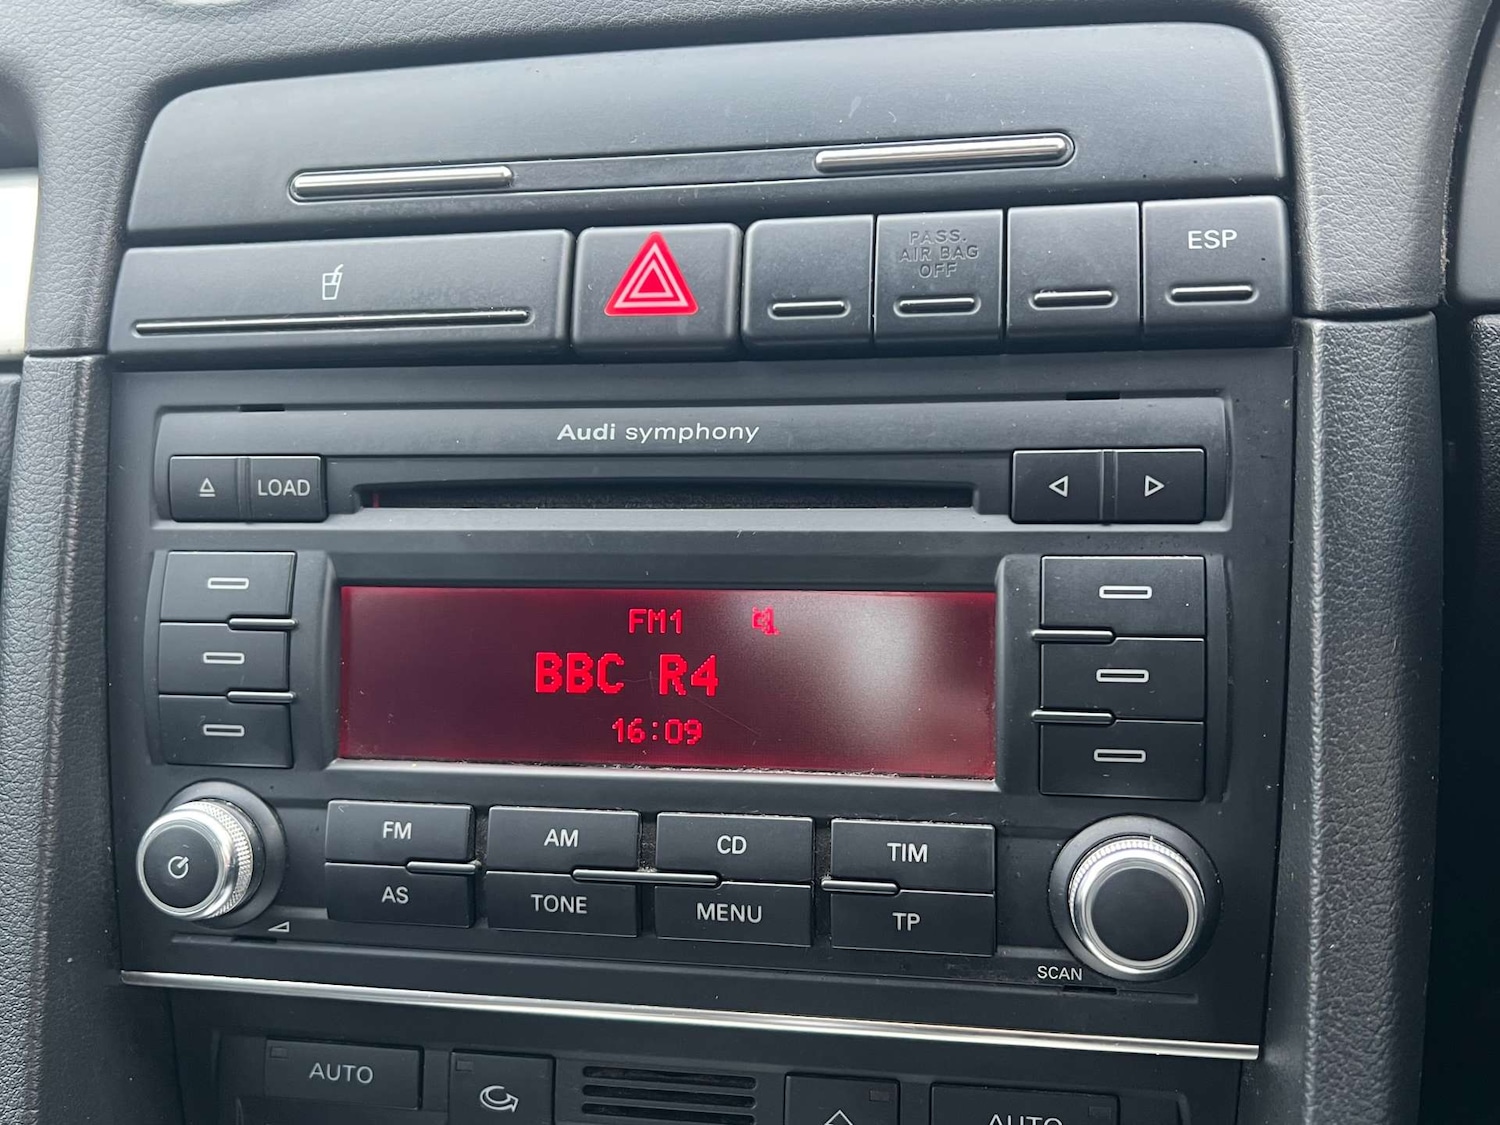 PASS.
AIR BAG
OFF
ESP
Audi symphony
LOAD
FM1
BBC R4
16:09
FM
AM
CD
TIM
AS
TONE
MENU
TP
SCAN
AUTO
AUTO